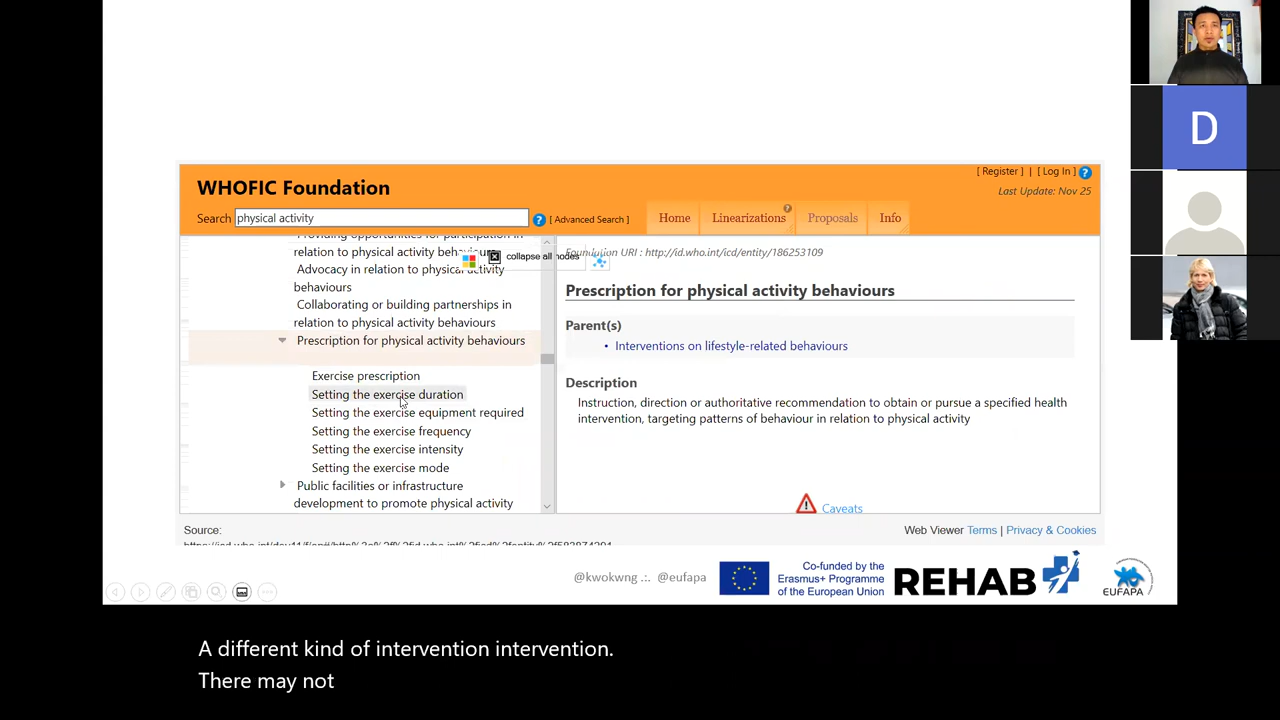 WHOFIC Foundation
[ Register ] | [ Log In ] ?
Last Update: Nov 25
Search physical activity ? [ Advanced Search ]
Home Linearizations ? Proposals Info
Providing opportunities for participation in
relation to physical activity behaviours
Advocacy in relation to physical activity
behaviours
Collaborating or building partnerships in
relation to physical activity behaviours
Prescription for physical activity behaviours
Exercise prescription
Setting the exercise duration
Setting the exercise equipment required
Setting the exercise frequency
Setting the exercise intensity
Setting the exercise mode
Public facilities or infrastructure
development to promote physical activity
collapse all nodes
Foundation URI : http://id.who.int/icd/entity/186253109
Prescription for physical activity behaviours
Parent(s)
• Interventions on lifestyle-related behaviours
Description
Instruction, direction or authoritative recommendation to obtain or pursue a specified health
intervention, targeting patterns of behaviour in relation to physical activity
Caveats
Source:
Web Viewer Terms | Privacy & Cookies
@kwokwng .:. @eufapa
Co-funded by the
Erasmus+ Programme
of the European Union
REHAB
EUFAPA
D
A different kind of intervention intervention.
There may not